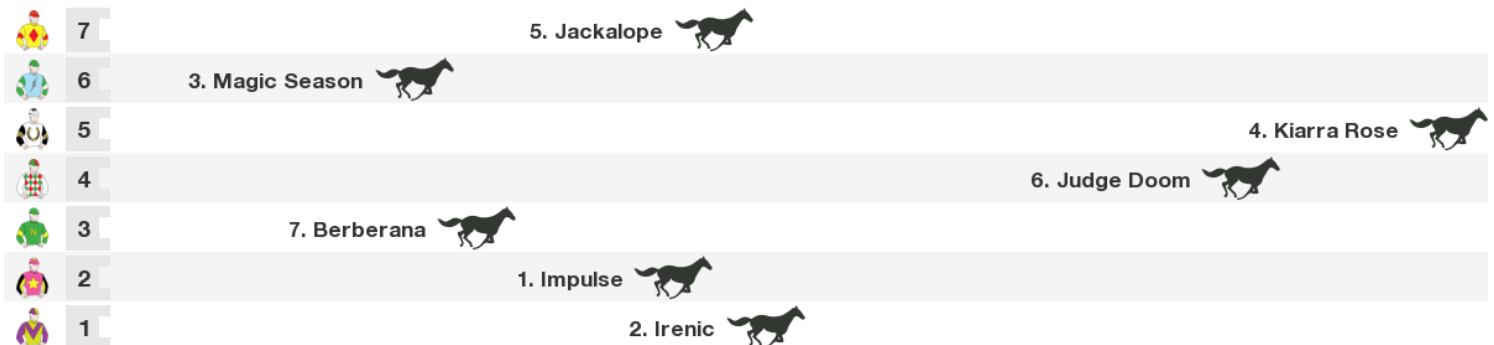 7 5. Jackalope
6 3. Magic Season
5 4. Kiarra Rose
4 6. Judge Doom
3 N 7. Berberana
2 1. Impulse
1 2. Irenic